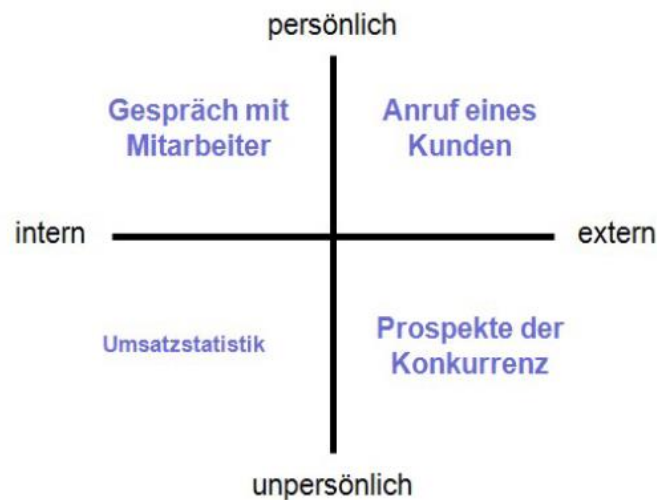 persönlich
Gespräch mit
Mitarbeiter
Anruf eines
Kunden
intern
extern
Umsatzstatistik
Prospekte der
Konkurrenz
unpersönlich